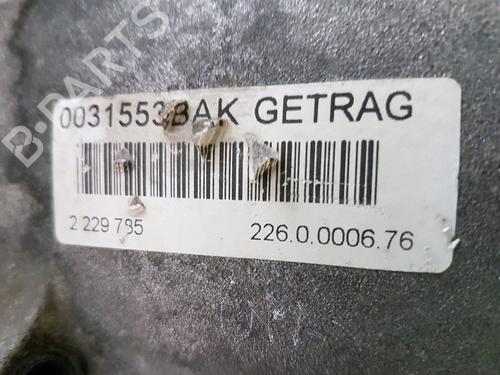 B-PARTS
0031553BAK GETRAG
2 229 785
226.0.0006.76